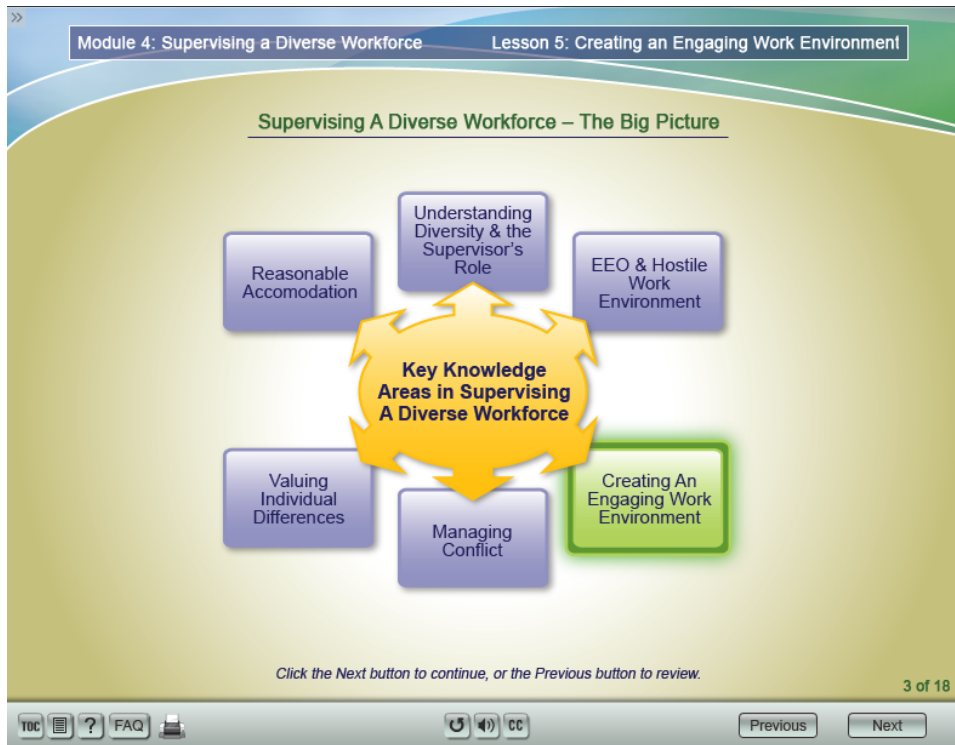 »
Module 4: Supervising a Diverse Workforce
Lesson 5: Creating an Engaging Work Environment
Supervising A Diverse Workforce – The Big Picture
Understanding
Diversity & the
Supervisor's
Role
Reasonable
Accomodation
EEO & Hostile
Work
Environment
Key Knowledge
Areas in Supervising
A Diverse Workforce
Valuing
Individual
Differences
Managing
Conflict
Creating An
Engaging Work
Environment
Click the Next button to continue, or the Previous button to review.
3 of 18
TOC
?
FAQ
CC
Previous
Next